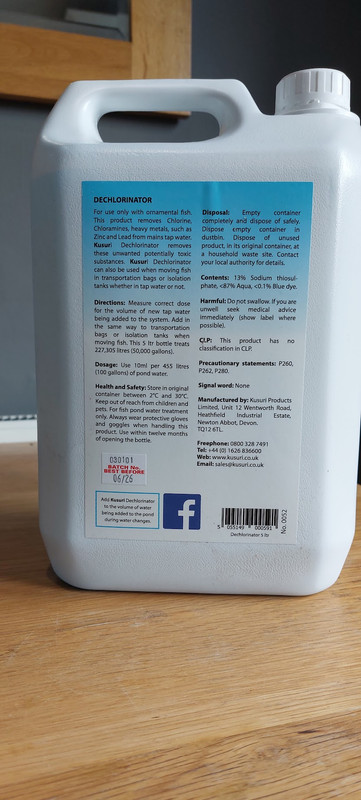 DECHLORINATOR
For use only with ornamental fish.
This product removes Chlorine,
Chloramines, heavy metals, such as
Zinc and Lead from mains tap water.
Kusuri Dechlorinator removes
these unwanted potentially toxic
substances. Kusuri Dechlorinator
can also be used when moving fish
in transportation bags or isolation
tanks whether in tap water or not.
Directions: Measure correct dose
for the volume of new tap water
being added to the system. Add in
the same way to transportation
bags or isolation tanks when
moving fish. This 5 ltr bottle treats
227,305 litres (50,000 gallons).
Dosage: Use 10ml per 455 litres
(100 gallons) of pond water.
Health and Safety: Store in original
container between 2°C and 30°C.
Keep out of reach from children and
pets. For fish pond water treatment
only. Always wear protective gloves
and goggles when handling this
product. Use within twelve months
of opening the bottle.
030101
BATCH No.
BEST BEFORE
06/26
Add Kusuri Dechlorinator
to the volume of water
being added to the pond
during water changes.
f
Disposal: Empty container
completely and dispose of safely.
Dispose empty container in
dustbin. Dispose of unused
product, in its original container, at
a household waste site. Contact
your local authority for details.
Contents: 13% Sodium thiosul-
phate, <87% Aqua, <0.1% Blue dye.
Harmful: Do not swallow. If you are
unwell seek medical advice
immediately (show label where
possible).
CLP: This product has no
classification in CLP.
Precautionary statements: P260,
P262, P280.
Signal word: None
Manufactured by: Kusuri Products
Limited, Unit 12 Wentworth Road,
Heathfield Industrial Estate,
Newton Abbot, Devon.
TQ12 6TL.
Freephone: 0800 328 7491
Tel: +44 (0) 1626 836600
Web: www.kusuri.co.uk
Email: sales@kusuri.co.uk
5 055149 000591
Dechlorinator 5 ltr
No. 0052